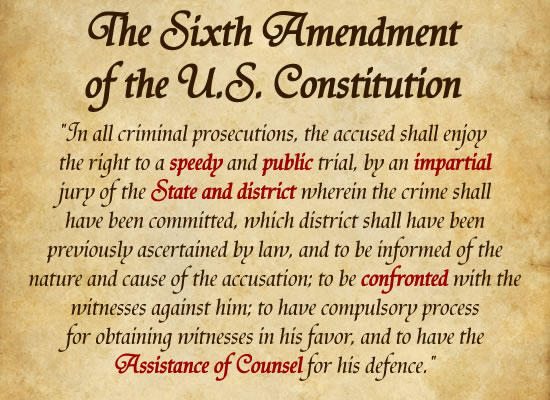 The Sixth Amendment
of the U.S. Constitution
"In all criminal prosecutions, the accused shall enjoy
the right to a speedy and public trial, by an impartial
jury of the State and district wherein the crime shall
have been committed, which district shall have been
previously ascertained by law, and to be informed of the
nature and cause of the accusation; to be confronted with the
witnesses against him; to have compulsory process
for obtaining witnesses in his favor, and to have the
Assistance of Counsel for his defence."